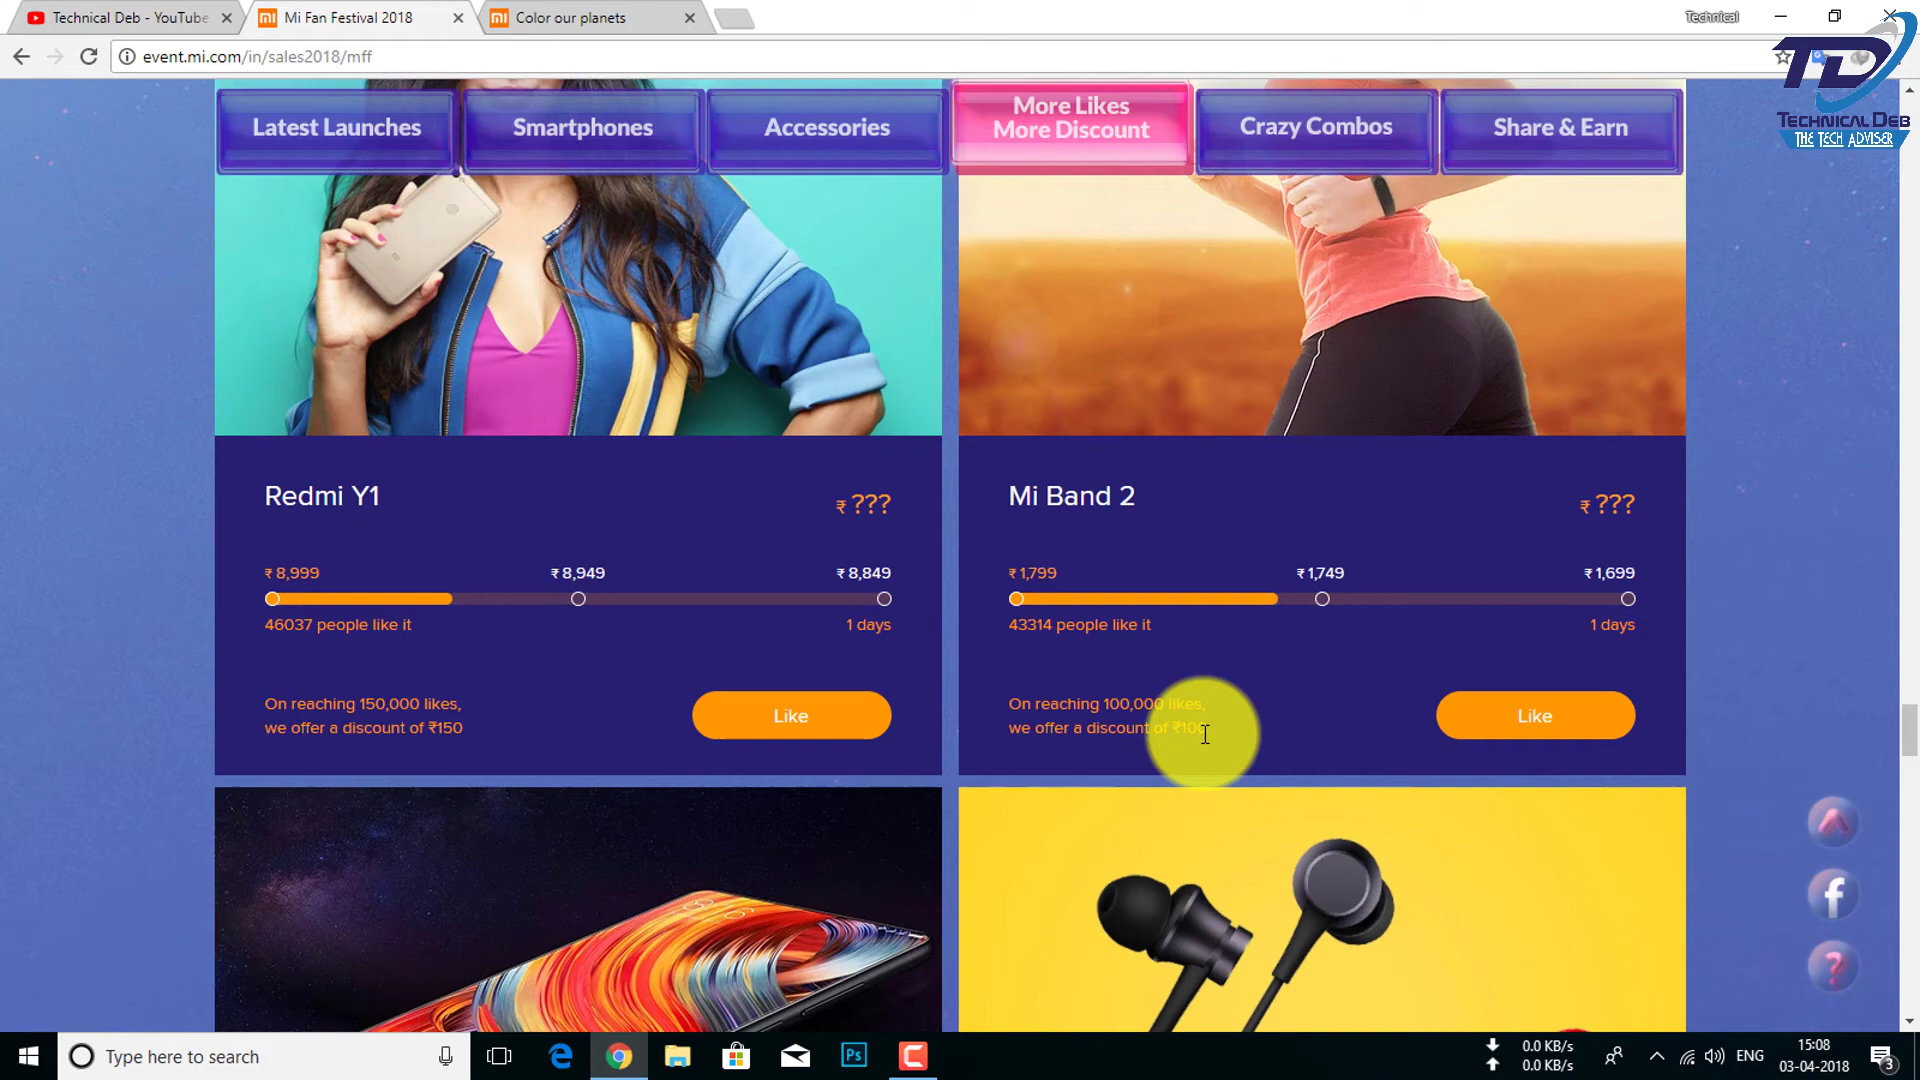 Technical Deb - YouTube
Mi Fan Festival 2018
Color our planets
Technical
event.mi.com/in/sales2018/mff
TD
TECHNICAL DEB
THE TECH ADVISER
Latest Launches
Smartphones
Accessories
More Likes
More Discount
Crazy Combos
Share & Earn
Redmi Y1
₹ ???
₹ 8,999
₹ 8,949
₹ 8,849
46037 people like it
1 days
On reaching 150,000 likes,
we offer a discount of ₹150
Like
Mi Band 2
₹ ???
₹ 1,799
₹ 1,749
₹ 1,699
43314 people like it
1 days
On reaching 100,000 likes,
we offer a discount of ₹100
Like
Type here to search
Ps
0.0 KB/s
0.0 KB/s
ENG
15:08
03-04-2018
3